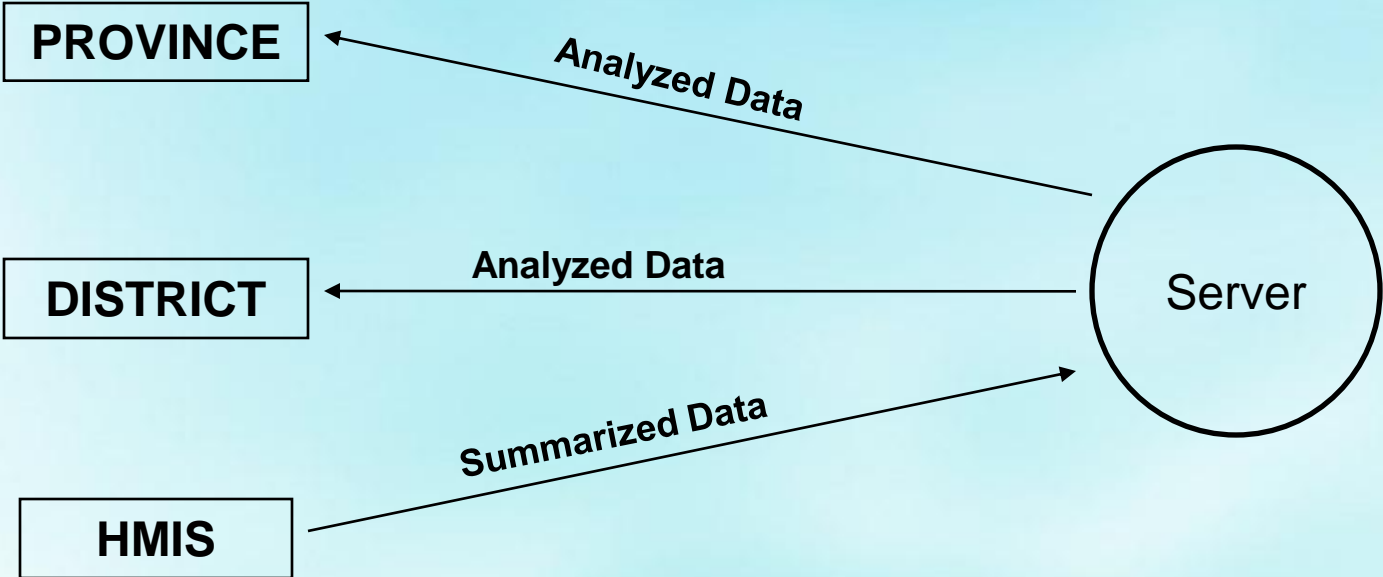 PROVINCE
Analyzed Data
Analyzed Data
DISTRICT
Server
Summarized Data
HMIS